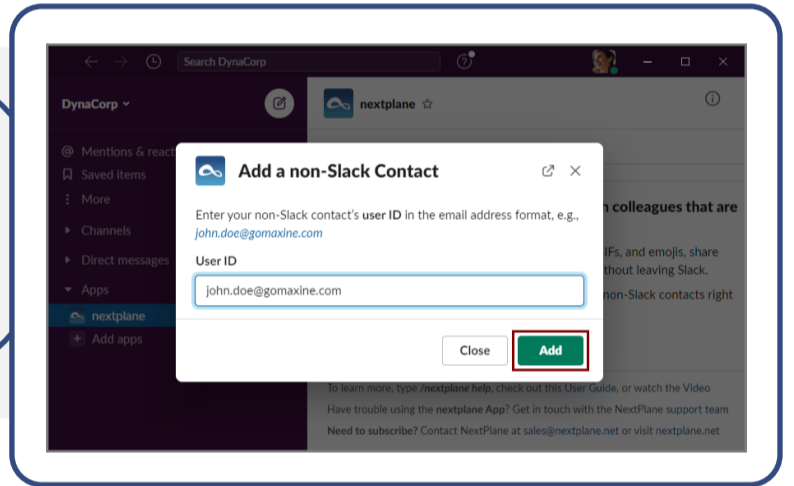 Search DynaCorp
DynaCorp
nextplane
Mentions & react
Saved items
More
Channels
Direct messages
Apps
nextplane
Add apps
Add a non-Slack Contact
Enter your non-Slack contact's user ID in the email address format, e.g.,
john.doe@gomaxine.com
User ID
john.doe@gomaxine.com
Close
Add
n colleagues that are
IFs, and emojis, share
thout leaving Slack.
non-Slack contacts right
To learn more, type /nextplane help, check out this User Guide, or watch the Video
Have trouble using the nextplane App? Get in touch with the NextPlane support team
Need to subscribe? Contact NextPlane at sales@nextplane.net or visit nextplane.net